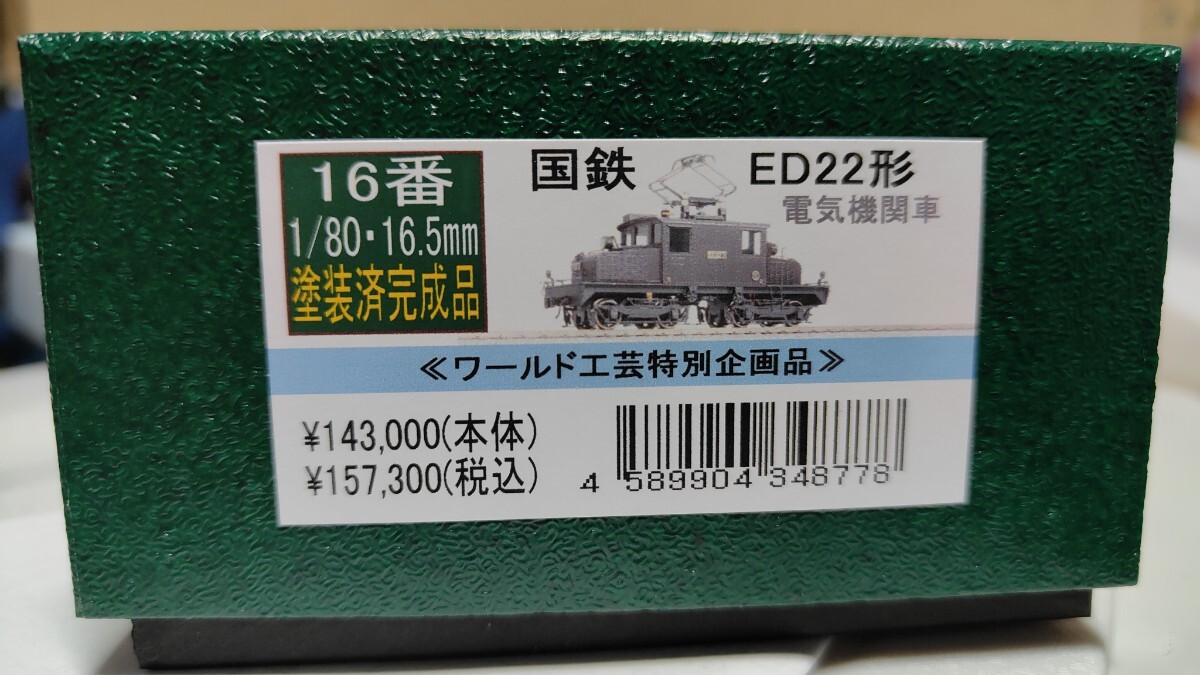 16番
1/80・16.5mm
塗装済完成品
国鉄 ED22形
電気機関車
≪ワールド工芸特別企画品≫
¥143,000(本体)
¥157,300(税込)
4 589904 348778